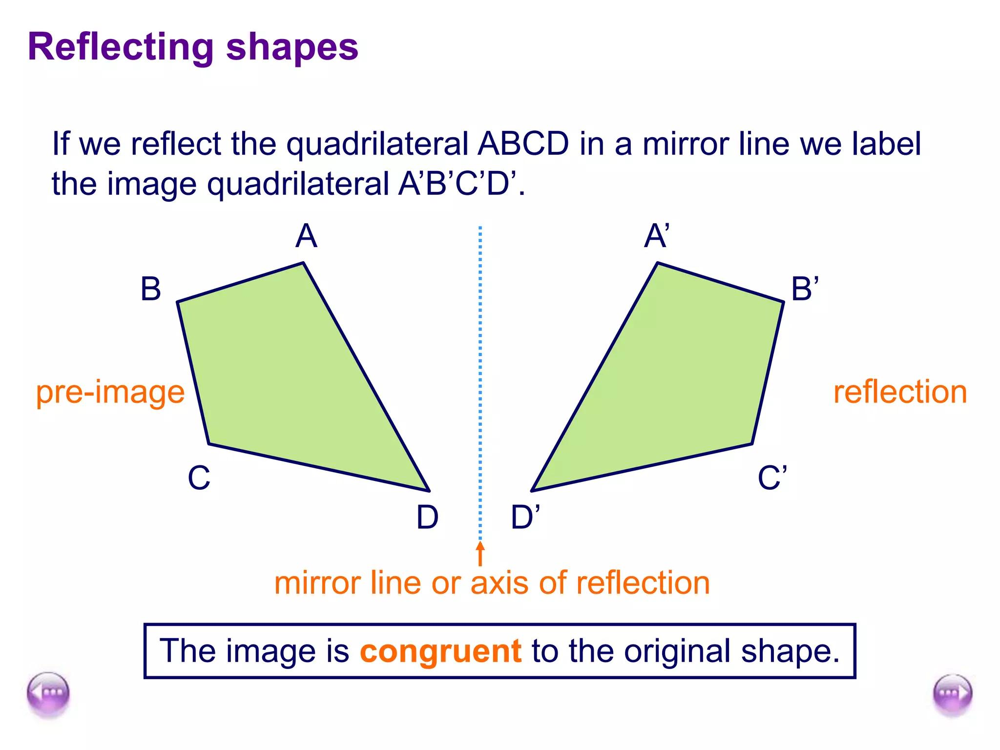 Reflecting shapes
If we reflect the quadrilateral ABCD in a mirror line we label
the image quadrilateral A’B’C’D’.
A
A’
B
B’
pre-image
reflection
C
C’
D
D’
mirror line or axis of reflection
The image is congruent to the original shape.